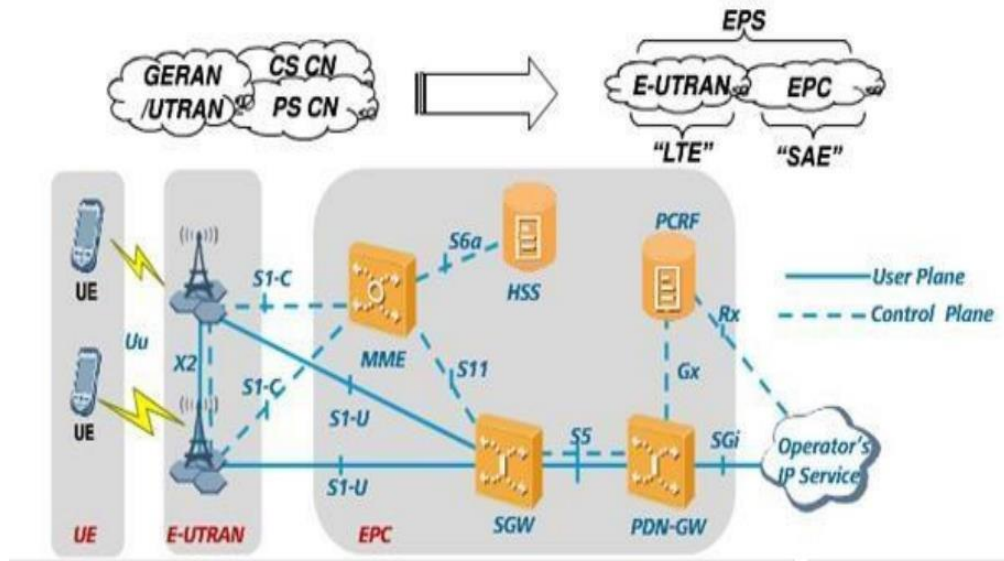 EPS
GERAN
/UTRAN
CS CN
PS CN
E-UTRAN
EPC
"LTE"
"SAE"
UE
Uu
UE
X2
S1-C
S1-C
S1-U
S1-U
MME
S6a
HSS
S11
PCRF
Rx
Gx
S5
SGi
SGW
PDN-GW
Operator's
IP Service
User Plane
Control Plane
UE
E-UTRAN
EPC